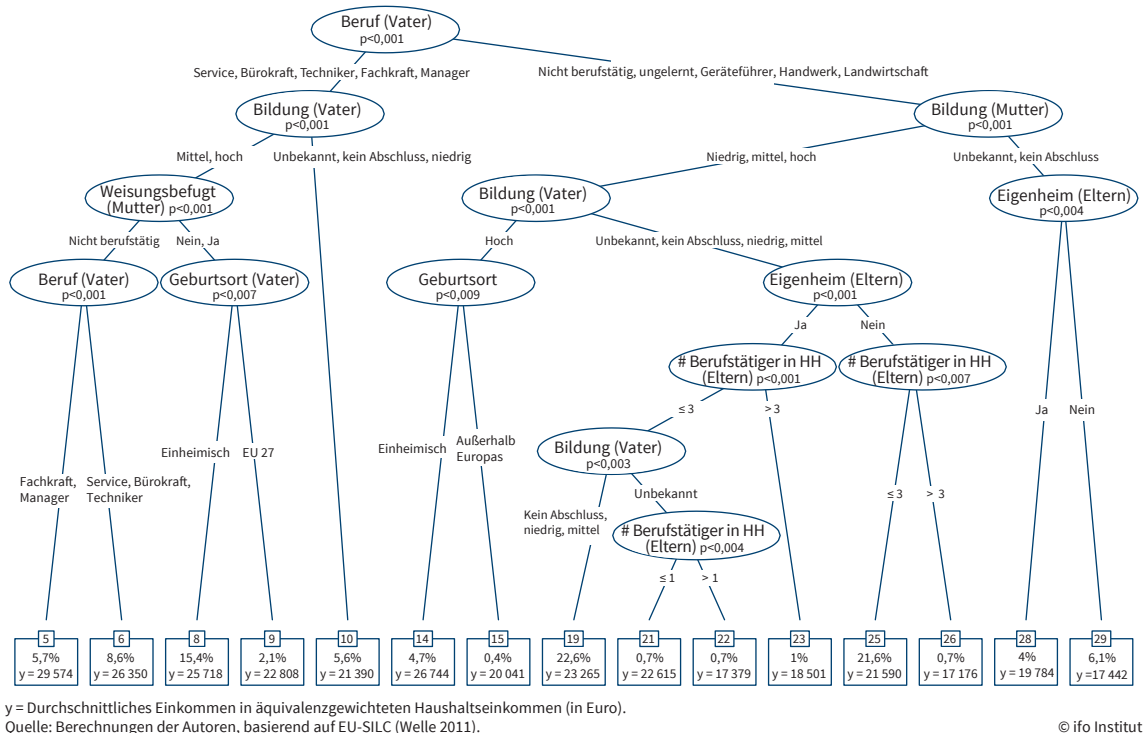 Beruf (Vater)
p<0,001
Service, Bürokraft, Techniker, Fachkraft, Manager
Nicht berufstätig, ungelernt, Geräteführer, Handwerk, Landwirtschaft
Bildung (Vater)
p<0,001
Bildung (Mutter)
p<0,001
Mittel, hoch
Unbekannt, kein Abschluss, niedrig
Niedrig, mittel, hoch
Unbekannt, kein Abschluss
Weisungsbefugt
(Mutter) p<0,001
Bildung (Vater)
p<0,001
Eigenheim (Eltern)
p<0,004
Nicht berufstätig
Nein, Ja
Hoch
Unbekannt, kein Abschluss, niedrig, mittel
Beruf (Vater)
p<0,001
Geburtsort (Vater)
p<0,007
Geburtsort
p<0,009
Eigenheim (Eltern)
p<0,001
Ja
Nein
# Berufstätiger in HH
(Eltern) p<0,001
# Berufstätiger in HH
(Eltern) p<0,007
≤ 3
> 3
Ja
Nein
Einheimisch
EU 27
Einheimisch
Außerhalb
Europas
Bildung (Vater)
p<0,003
Fachkraft,
Manager
Service, Bürokraft,
Techniker
Unbekannt
≤ 3
> 3
Kein Abschluss,
niedrig, mittel
# Berufstätiger in HH
(Eltern) p<0,004
≤ 1
> 1
5
5,7%
y = 29 574
6
8,6%
y = 26 350
8
15,4%
y = 25 718
9
2,1%
y = 22 808
10
5,6%
y = 21 390
14
4,7%
y = 26 744
15
0,4%
y = 20 041
19
22,6%
y = 23 265
21
0,7%
y = 22 615
22
0,7%
y = 17 379
23
1%
y = 18 501
25
21,6%
y = 21 590
26
0,7%
y = 17 176
28
4%
y = 19 784
29
6,1%
y =17 442
y = Durchschnittliches Einkommen in äquivalenzgewichteten Haushaltseinkommen (in Euro).
Quelle: Berechnungen der Autoren, basierend auf EU-SILC (Welle 2011).
© ifo Institut